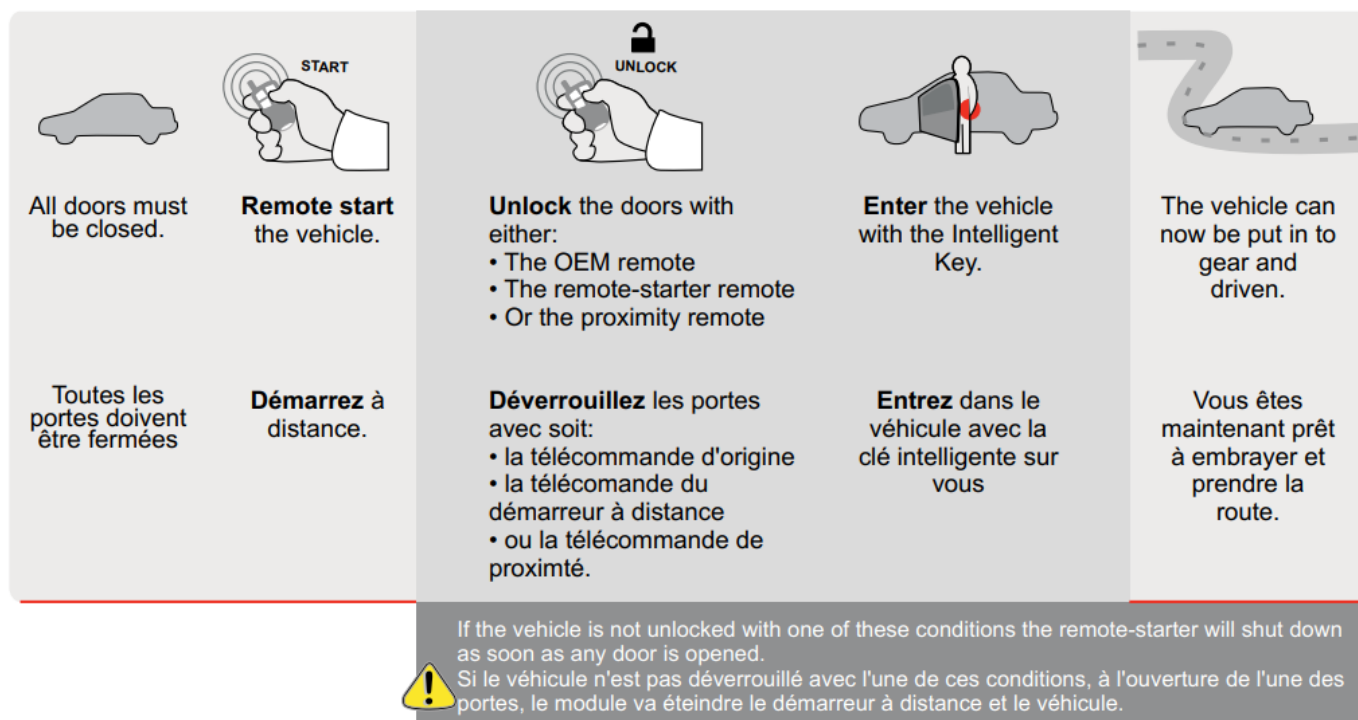 START
UNLOCK
All doors must
be closed.
Remote start
the vehicle.
Unlock the doors with
either:
• The OEM remote
• The remote-starter remote
• Or the proximity remote
Enter the vehicle
with the Intelligent
Key.
The vehicle can
now be put in to
gear and
driven.
Toutes les
portes doivent
être fermées
Démarrez à
distance.
Déverrouillez les portes
avec soit:
• la télécommande d'origine
• la télécomande du
démarreur à distance
• ou la télécommande de
proximté.
Entrez dans le
véhicule avec la
clé intelligente sur
vous
Vous êtes
maintenant prêt
à embrayer et
prendre la
route.
If the vehicle is not unlocked with one of these conditions the remote-starter will shut down
as soon as any door is opened.
Si le véhicule n'est pas déverrouillé avec l'une de ces conditions, à l'ouverture de l'une des
portes, le module va éteindre le démarreur à distance et le véhicule.